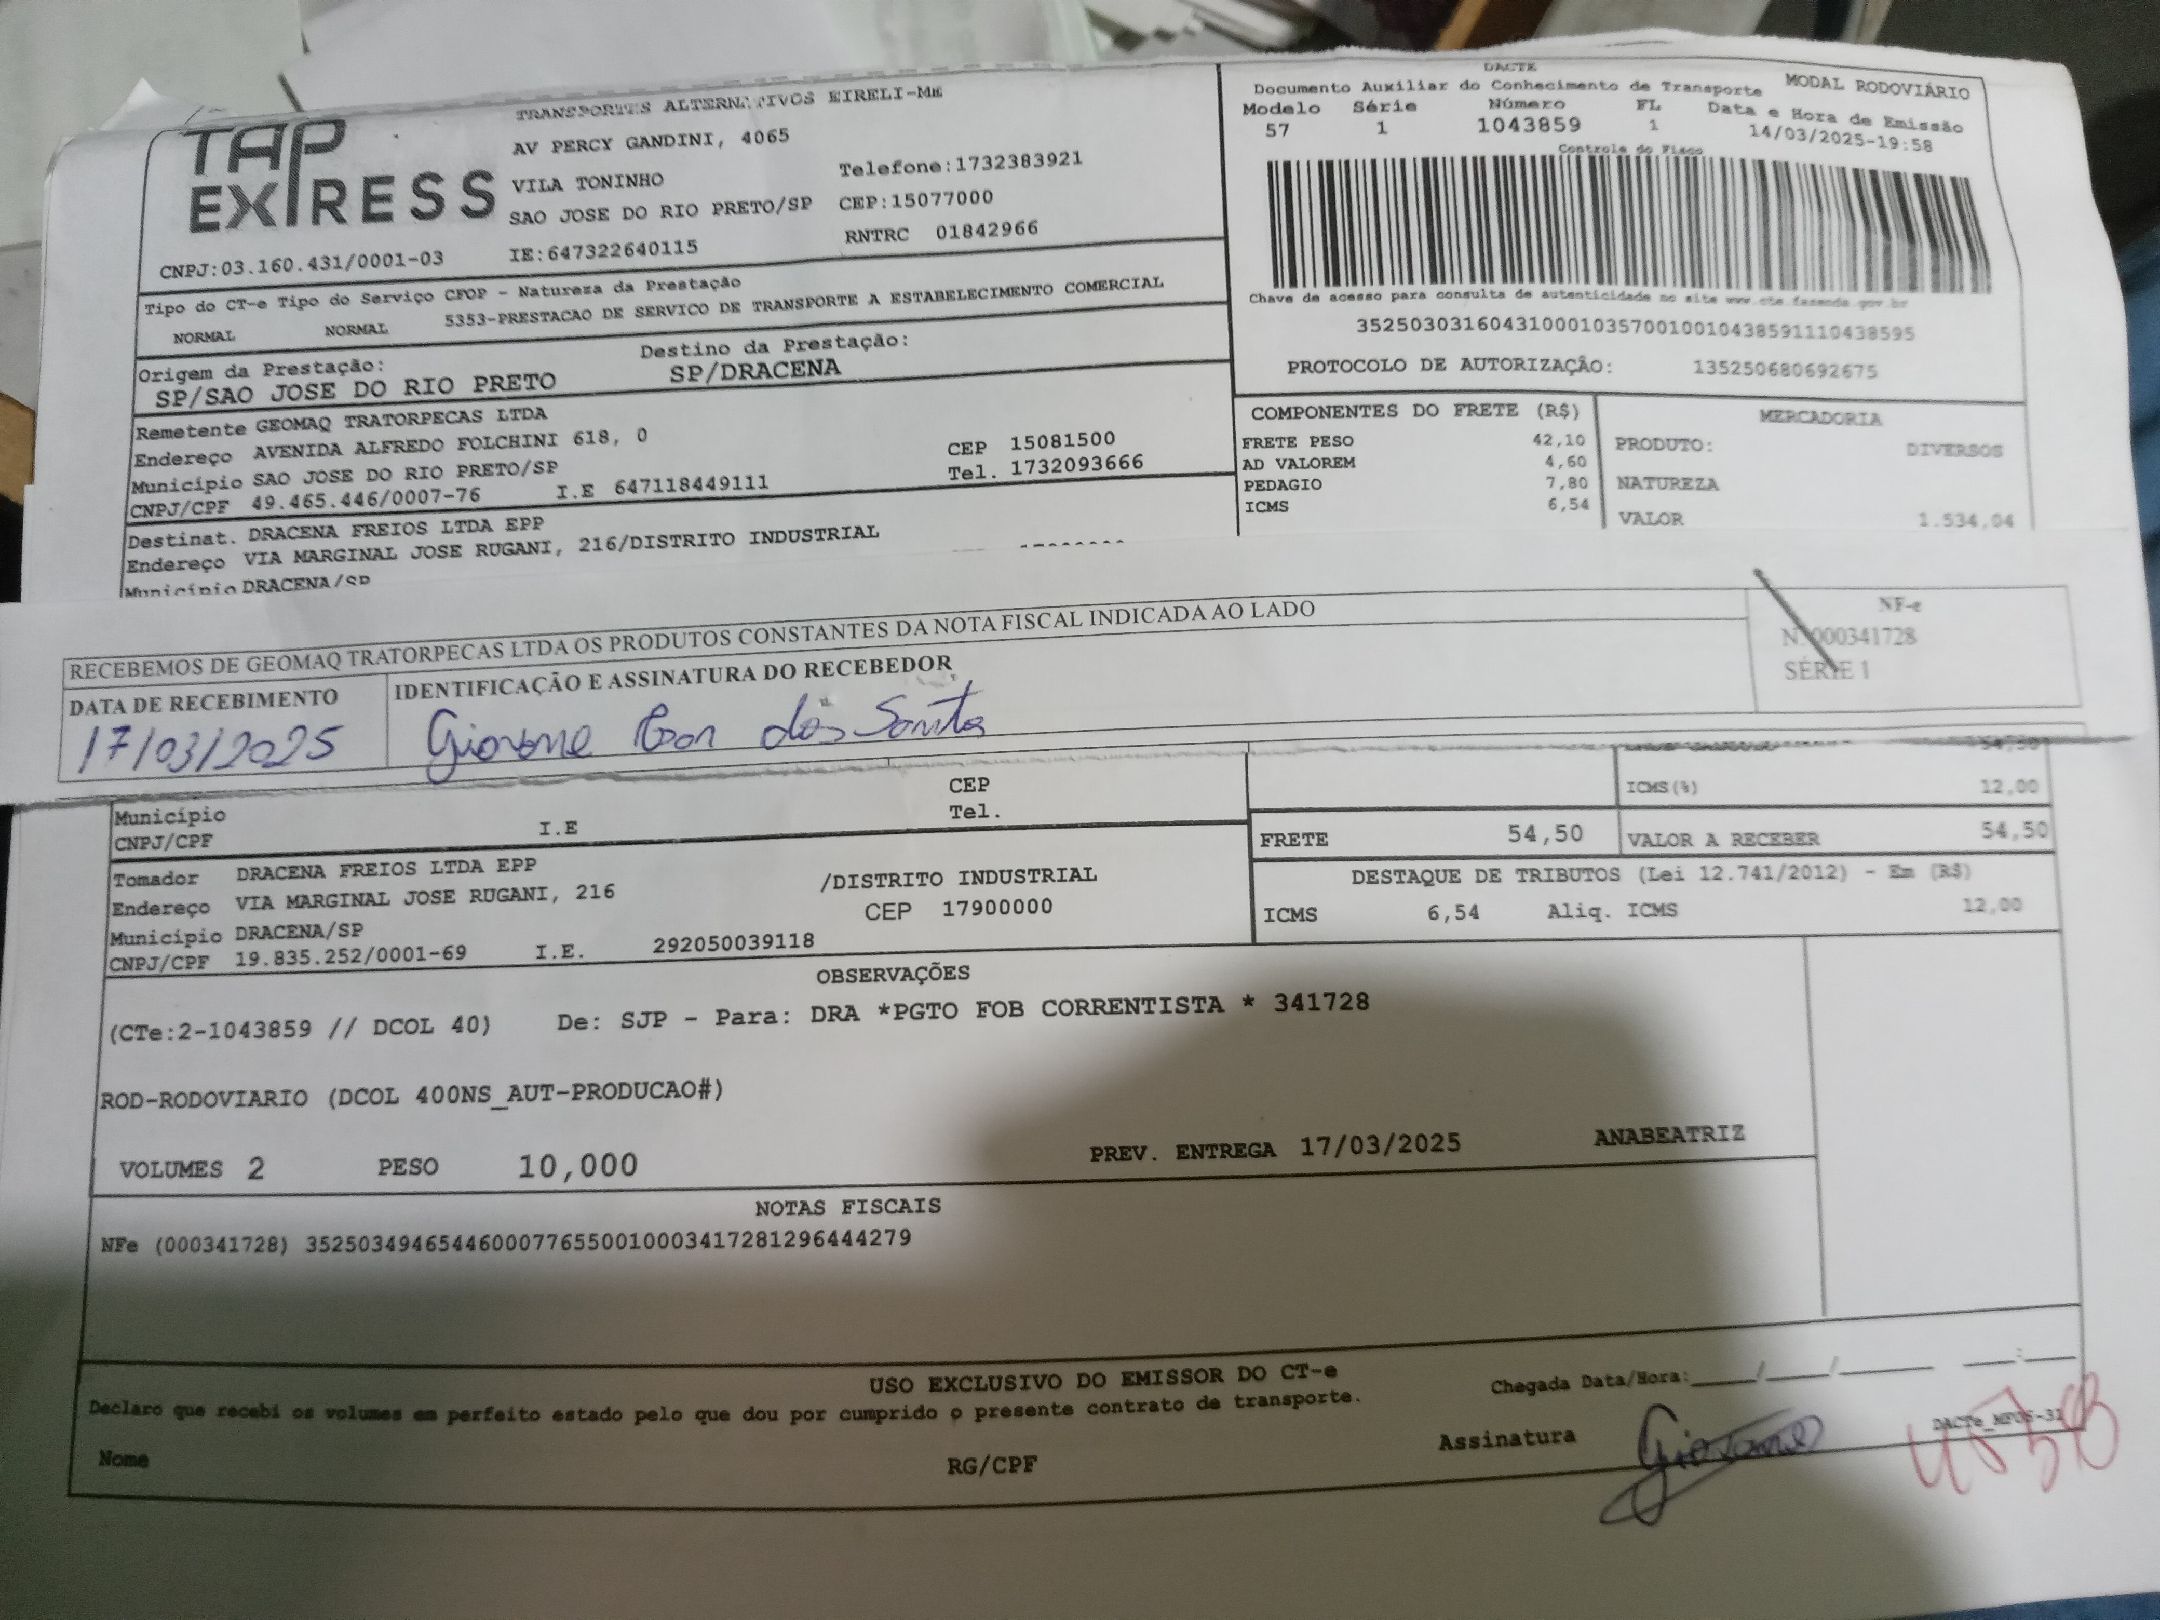 TAP
EXPRESS
TRANSPORTES ALTERNATIVOS EIRELI-ME
AV PERCY GANDINI, 4065
VILA TONINHO Telefone:1732383921
SAO JOSE DO RIO PRETO/SP CEP:15077000
CNPJ:03.160.431/0001-03 IE:647322640115 RNTRC 01842966
DACTE
Documento Auxiliar do Conhecimento de Transporte MODAL RODOVIÁRIO
Modelo Série Número FL Data e Hora de Emissão
57 1 1043859 1 14/03/2025-19:58
Controle do Fisco
Chave de acesso para consulta de autenticidade no site www.cte.fazenda.gov.br
35250303160431000103570010010438591110438595
PROTOCOLO DE AUTORIZAÇÃO: 135250680692675
Tipo do CT-e Tipo do Serviço CFOP - Natureza da Prestação
NORMAL NORMAL 5353-PRESTACAO DE SERVICO DE TRANSPORTE A ESTABELECIMENTO COMERCIAL
Origem da Prestação: Destino da Prestação:
SP/SAO JOSE DO RIO PRETO SP/DRACENA
Remetente GEOMAQ TRATORPECAS LTDA
Endereço AVENIDA ALFREDO FOLCHINI 618, 0 CEP 15081500
Município SAO JOSE DO RIO PRETO/SP Tel. 1732093666
CNPJ/CPF 49.465.446/0007-76 I.E 647118449111
Destinat. DRACENA FREIOS LTDA EPP
Endereço VIA MARGINAL JOSE RUGANI, 216/DISTRITO INDUSTRIAL
Município DRACENA/SP
COMPONENTES DO FRETE (R$) MERCADORIA
FRETE PESO 42,10 PRODUTO: DIVERSOS
AD VALOREM 4,60
PEDAGIO 7,80 NATUREZA
ICMS 6,54 VALOR 1.534,04
RECEBEMOS DE GEOMAQ TRATORPECAS LTDA OS PRODUTOS CONSTANTES DA NOTA FISCAL INDICADA AO LADO
NF-e
000341728
SÉRIE 1
DATA DE RECEBIMENTO IDENTIFICAÇÃO E ASSINATURA DO RECEBEDOR
17/03/2025 Giovane dos Santos
CEP
Município Tel.
CNPJ/CPF I.E
ICMS(%) 12,00
FRETE 54,50 VALOR A RECEBER 54,50
Tomador DRACENA FREIOS LTDA EPP
Endereço VIA MARGINAL JOSE RUGANI, 216 /DISTRITO INDUSTRIAL
Município DRACENA/SP CEP 17900000
CNPJ/CPF 19.835.252/0001-69 I.E. 292050039118
DESTAQUE DE TRIBUTOS (Lei 12.741/2012) - Em (R$)
ICMS 6,54 Aliq. ICMS 12,00
OBSERVAÇÕES
(CTe:2-1043859 // DCOL 40) De: SJP - Para: DRA *PGTO FOB CORRENTISTA * 341728
ROD-RODOVIARIO (DCOL 400NS_AUT-PRODUCAO#)
VOLUMES 2 PESO 10,000 PREV. ENTREGA 17/03/2025 ANABEATRIZ
NOTAS FISCAIS
NFe (000341728) 35250349465446000776550010003417281296444279
USO EXCLUSIVO DO EMISSOR DO CT-e
Declaro que recebi os volumes em perfeito estado pelo que dou por cumprido o presente contrato de transporte.
Chegada Data/Hora:____/____/______ ____:____
Nome RG/CPF Assinatura Giovane